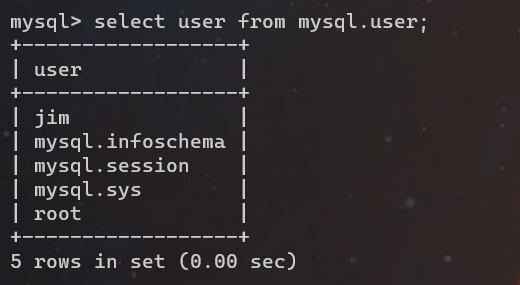 mysql> select user from mysql.user;
+------------------+
| user             |
+------------------+
| jim              |
| mysql.infoschema |
| mysql.session    |
| mysql.sys        |
| root             |
+------------------+
5 rows in set (0.00 sec)